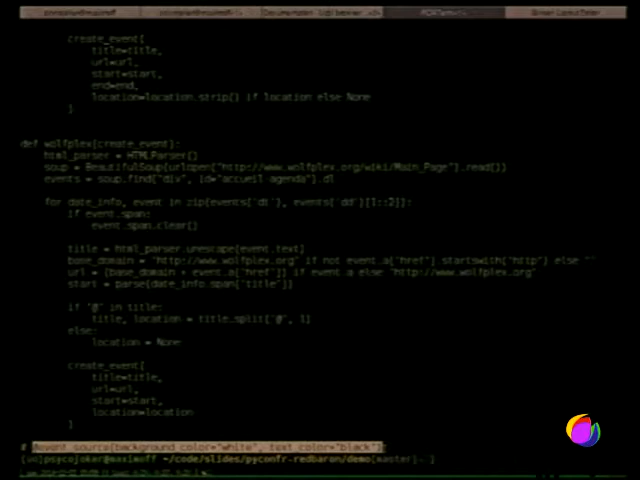 create_event(
title=title,
url=url,
start=start,
end=end,
location=location.strip() if location else None
)
def wolfplex(create_event):
html_parser = HTMLParser()
soup = BeautifulSoup(urlopen("http://www.wolfplex.org/wiki/Main_Page").read())
events = soup.find("div", id="accueil-agenda").dl
for date_info, event in zip(events('dt'), events('dd')[1::2]):
if event.span:
event.span.clear()
title = html_parser.unescape(event.text)
base_domain = "http://www.wolfplex.org" if not event.a["href"].startswith("http") else ""
url = (base_domain + event.a["href"]) if event.a else "http://www.wolfplex.org"
start = parse(date_info.span["title"])
if "@" in title:
title, location = title.split("@", 1)
else:
location = None
create_event(
title=title,
url=url,
start=start,
location=location
)
# @event_source(background_color="white", text_color="black")
psycojoker@maximoff ~/code/slides/pyconfr-redbaron/demo[master]